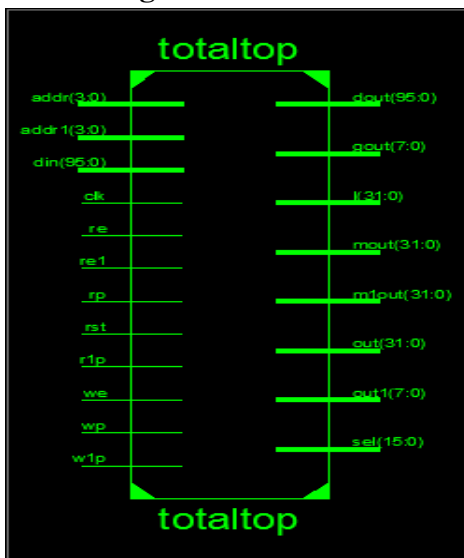 totaltop
addr(3:0)
addr1(3:0)
din(95:0)
clk
re
re1
rp
rst
r1p
we
wp
w1p
dout(95:0)
gout(7:0)
l(31:0)
mout(31:0)
m1out(31:0)
out(31:0)
out1(7:0)
sel(15:0)
totaltop